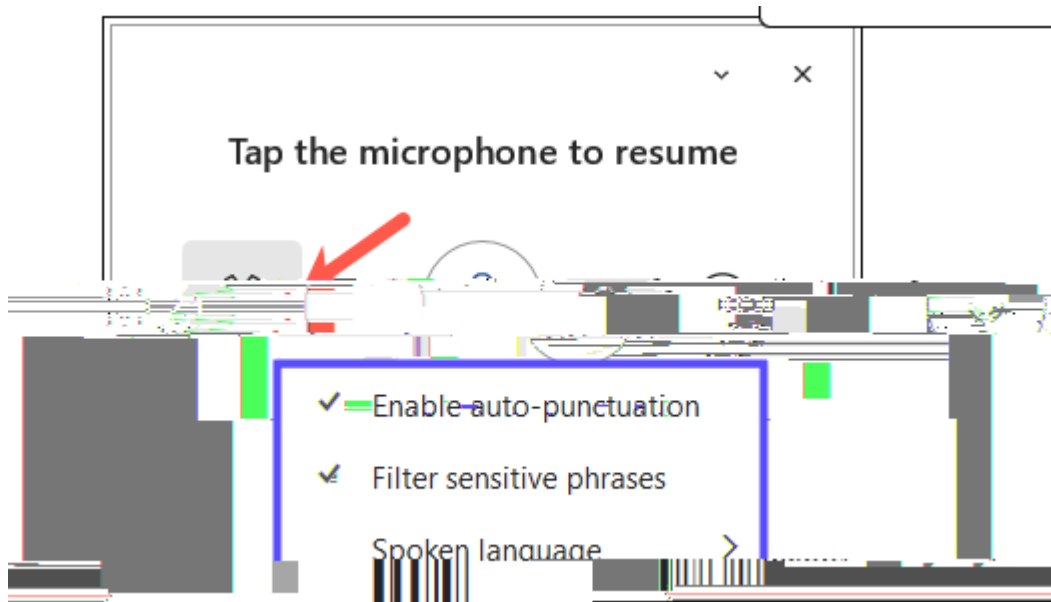 Tap the microphone to resume
Enable auto-punctuation
Filter sensitive phrases
Spoken language